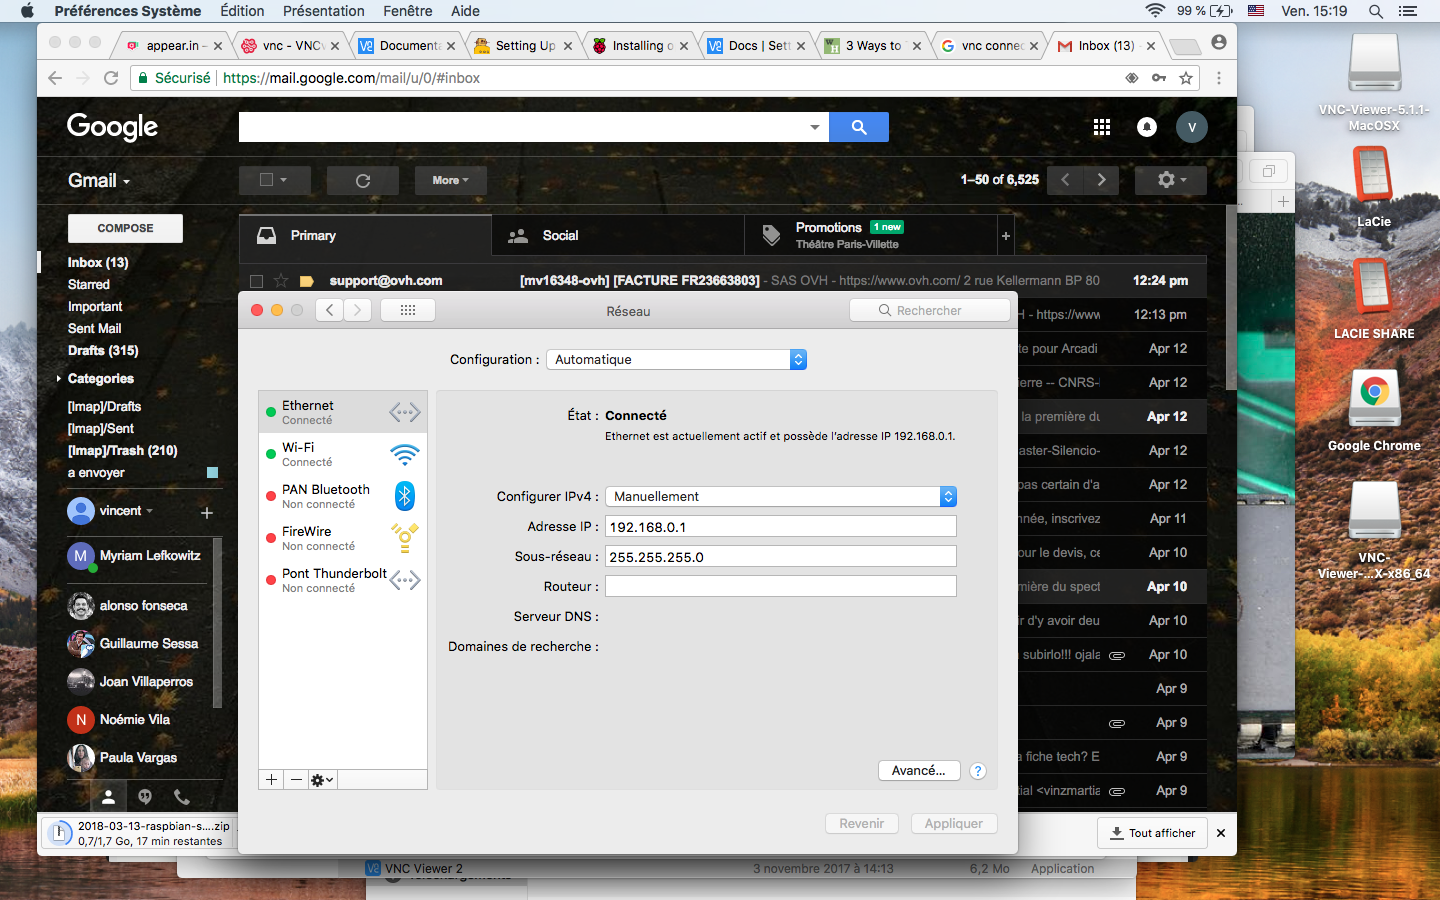 Préférences Système Édition Présentation Fenêtre Aide 99 % Ven. 15:19
appear.in – vnc - VNCv Documenta Setting Up Installing o Docs | Sett 3 Ways to vnc connec Inbox (13)
Sécurisé https://mail.google.com/mail/u/0/#inbox
VNC-Viewer-5.1.1-
MacOSX
Google
V
Gmail
More
1–50 of 6,525
COMPOSE
Primary
Social
Promotions 1 new
Théâtre Paris-Villette
+
LaCie
Inbox (13)
Starred
Important
Sent Mail
Drafts (315)
Categories
[Imap]/Drafts
[Imap]/Sent
[Imap]/Trash (210)
a envoyer
vincent
+
M Myriam Lefkowitz
alonso fonseca
Guillaume Sessa
Joan Villaperros
N Noémie Vila
Paula Vargas
support@ovh.com [mv16348-ovh] [FACTURE FR23663803] - SAS OVH - https://www.ovh.com/ 2 rue Kellermann BP 80 12:24 pm
H - https://www 12:13 pm
te pour Arcadi Apr 12
ierre -- CNRS- Apr 12
la première du Apr 12
aster-Silencio- Apr 12
pas certain d'a Apr 12
nnée, inscrivez Apr 11
our le devis, ce Apr 10
mière du spect Apr 10
ir d'y avoir deu Apr 10
subirlo!!! ojala Apr 10
Apr 9
Apr 9
a fiche tech? E Apr 9
tial <vinzmartia Apr 9
Réseau
Rechercher
Configuration : Automatique
Ethernet
Connecté
Wi-Fi
Connecté
PAN Bluetooth
Non connecté
FireWire
Non connecté
Pont Thunderbolt
Non connecté
État : Connecté
Ethernet est actuellement actif et possède l'adresse IP 192.168.0.1.
Configurer IPv4 : Manuellement
Adresse IP : 192.168.0.1
Sous-réseau : 255.255.255.0
Routeur :
Serveur DNS :
Domaines de recherche :
Avancé... ?
Revenir Appliquer
LACIE SHARE
Google Chrome
VNC-
Viewer-...X-x86_64
2018-03-13-raspbian-s....zip
0,7/1,7 Go, 17 min restantes
Tout afficher
VNC Viewer 2 3 novembre 2017 à 14:13 6,2 Mo Application